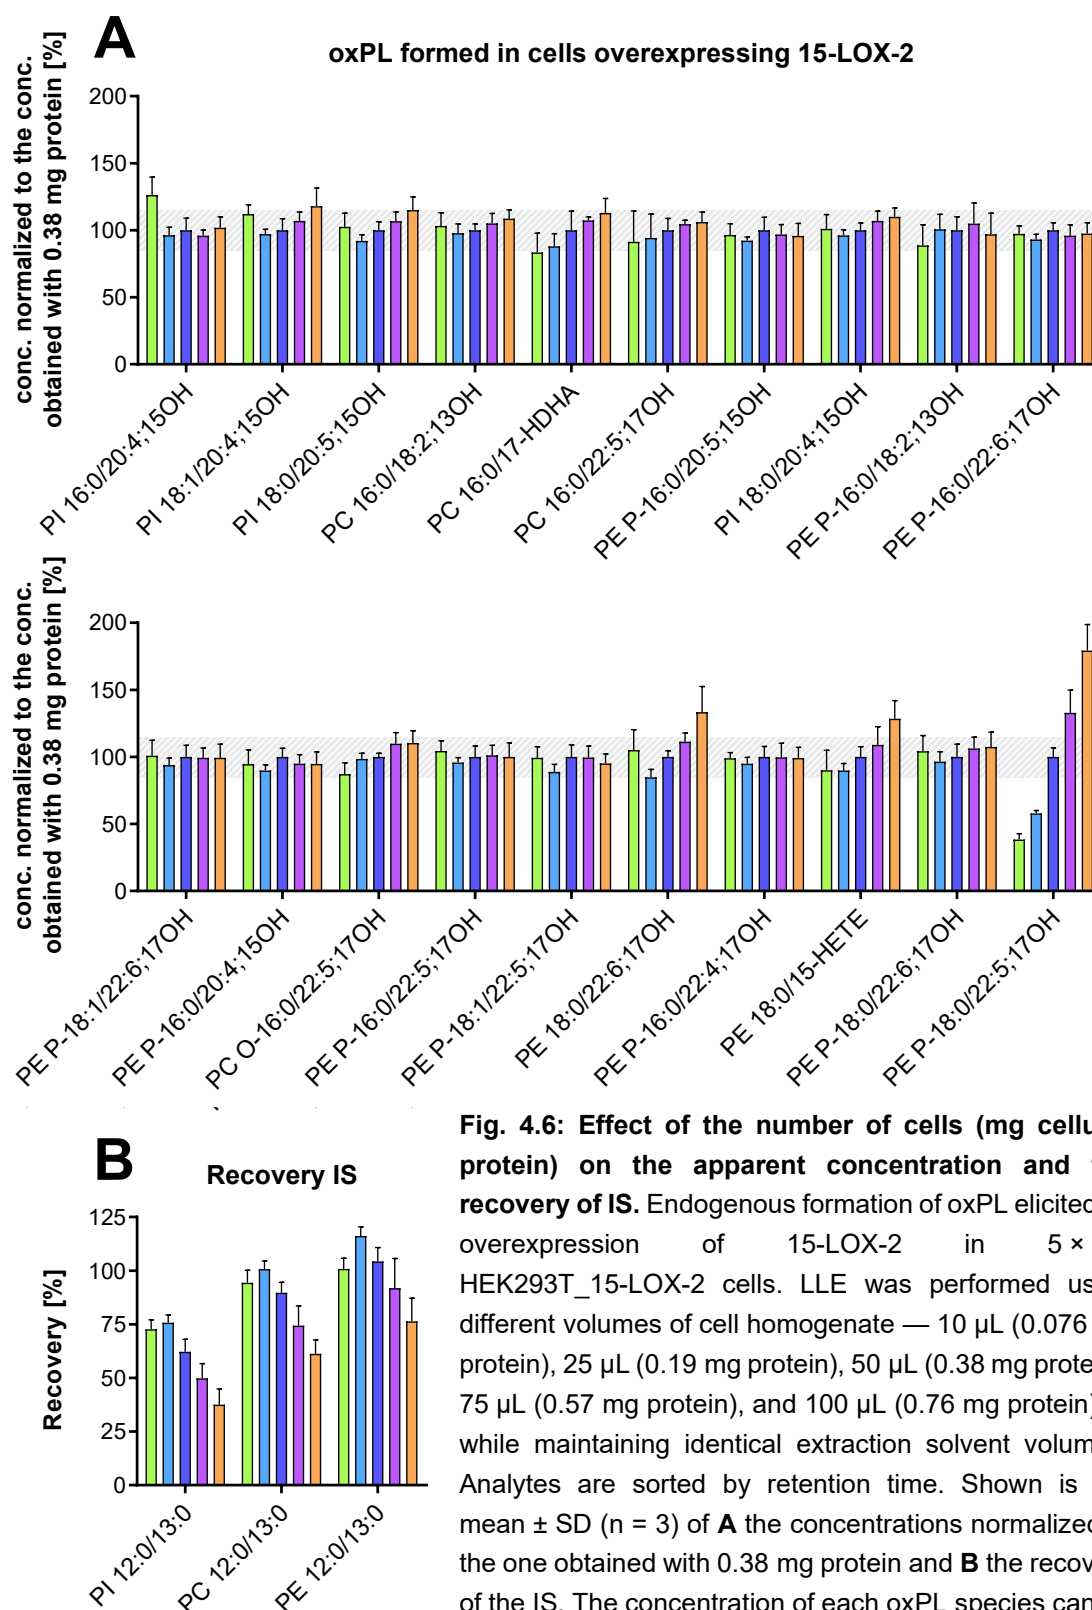 A
oxPL formed in cells overexpressing 15-LOX-2
conc. normalized to the conc.
obtained with 0.38 mg protein [%]
200
150
100
50
0
PI 16:0/20:4;15OH
PI 18:1/20:4;15OH
PI 18:0/20:5;15OH
PC 16:0/18:2;13OH
PC 16:0/17-HDHA
PC 16:0/22:5;17OH
PE P-16:0/20:5;15OH
PI 18:0/20:4;15OH
PE P-16:0/18:2;13OH
PE P-16:0/22:6;17OH
conc. normalized to the conc.
obtained with 0.38 mg protein [%]
200
150
100
50
0
PE P-18:1/22:6;17OH
PE P-16:0/20:4;15OH
PC O-16:0/22:5;17OH
PE P-16:0/22:5;17OH
PE P-18:1/22:5;17OH
PE 18:0/22:6;17OH
PE P-16:0/22:4;17OH
PE 18:0/15-HETE
PE P-18:0/22:6;17OH
PE P-18:0/22:5;17OH
B
Recovery IS
Recovery [%]
125
100
75
50
25
0
PI 12:0/13:0
PC 12:0/13:0
PE 12:0/13:0
Fig. 4.6: Effect of the number of cells (mg cellu
protein) on the apparent concentration and
recovery of IS. Endogenous formation of oxPL elicited
overexpression of 15-LOX-2 in 5 ×
HEK293T_15-LOX-2 cells. LLE was performed us
different volumes of cell homogenate — 10 µL (0.076
protein), 25 µL (0.19 mg protein), 50 µL (0.38 mg prote
75 µL (0.57 mg protein), and 100 µL (0.76 mg protein)
while maintaining identical extraction solvent volum
Analytes are sorted by retention time. Shown is
mean ± SD (n = 3) of A the concentrations normalized
the one obtained with 0.38 mg protein and B the recov
of the IS. The concentration of each oxPL species can